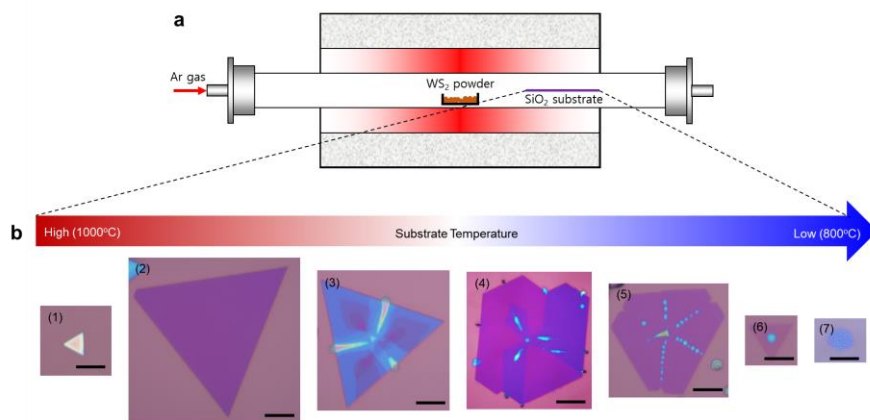 a
Ar gas
WS₂ powder
SiO₂ substrate
b
High (1000°C)
Substrate Temperature
Low (800°C)
(1)
(2)
(3)
(4)
(5)
(6)
(7)